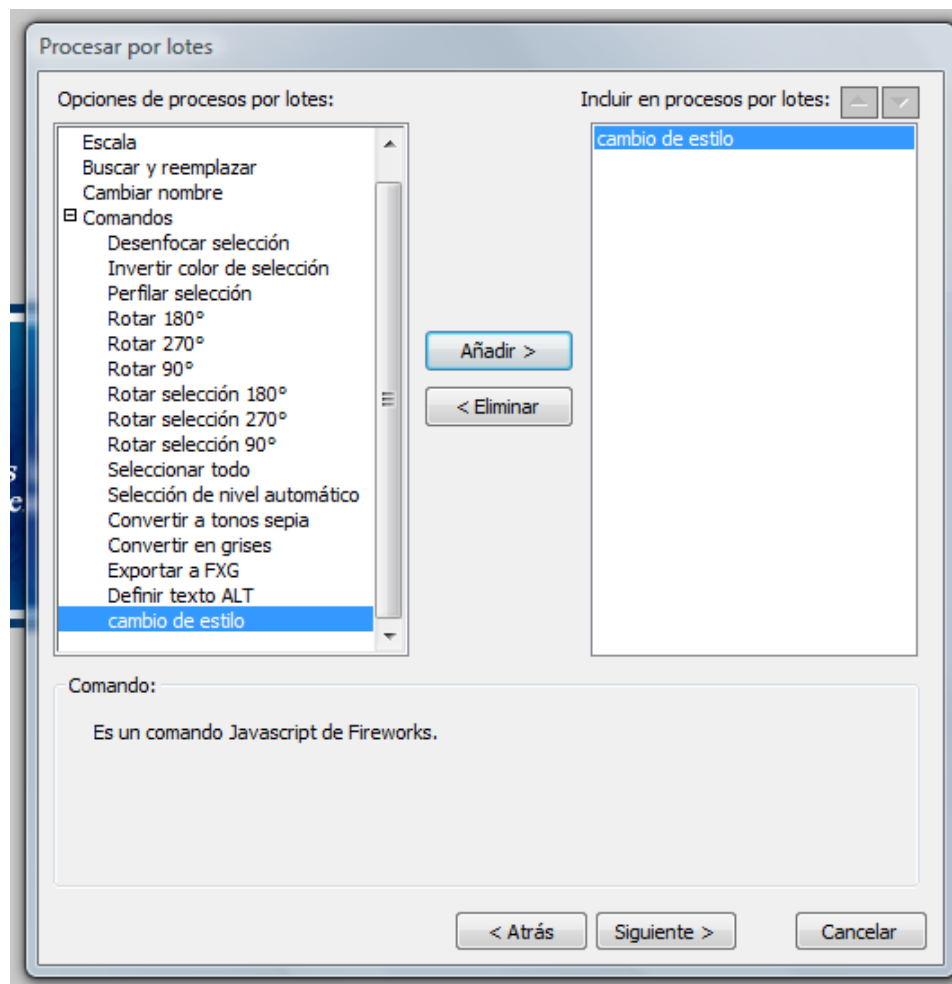 Procesar por lotes
Opciones de procesos por lotes:
Incluir en procesos por lotes:
Escala
Buscar y reemplazar
Cambiar nombre
Comandos
Desenfocar selección
Invertir color de selección
Perfilar selección
Rotar 180°
Rotar 270°
Rotar 90°
Rotar selección 180°
Rotar selección 270°
Rotar selección 90°
Seleccionar todo
Selección de nivel automático
Convertir a tonos sepia
Convertir en grises
Exportar a FXG
Definir texto ALT
cambio de estilo
Añadir >
< Eliminar
cambio de estilo
Comando:
Es un comando Javascript de Fireworks.
< Atrás
Siguiente >
Cancelar